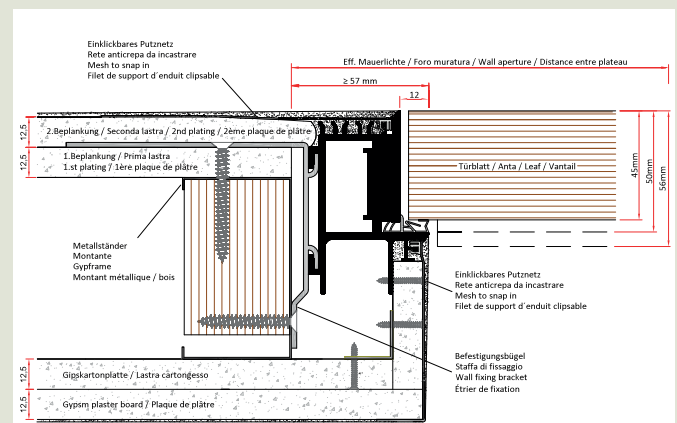 Einklickbares Putznetz
Rete anticrepa da incastrare
Mesh to snap in
Filet de support d´enduit clipsable
Eff. Mauerlichte / Foro muratura / Wall aperture / Distance entre plateau
≥ 57 mm
12
12,5
2.Beplankung / Seconda lastra / 2nd plating / 2ème plaque de plâtre
12,5
1.Beplankung / Prima lastra
1.st plating / 1ère plaque de plâtre
Türblatt / Anta / Leaf / Vantail
45mm
50mm
56mm
Metallständer
Montante
Gypframe
Montant métallique / bois
Einklickbares Putznetz
Rete anticrepa da incastrare
Mesh to snap in
Filet de support d´enduit clipsable
Befestigungsbügel
Staffa di fissaggio
Wall fixing bracket
Étrier de fixation
12,5
Gipskartonplatte / Lastra cartongesso
12,5
Gypsm plaster board / Plaque de plâtre